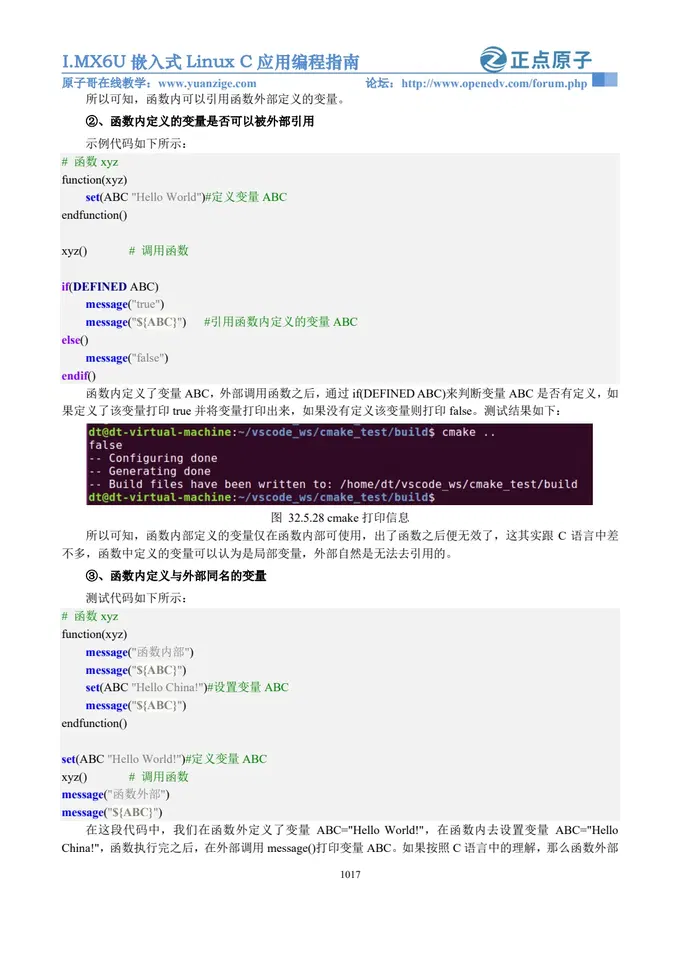 I.MX6U 嵌入式 Linux C 应用编程指南
正点原子
原子哥在线教学：www.yuanzige.com 论坛：http://www.openedv.com/forum.php
所以可知，函数内可以引用函数外部定义的变量。
②、函数内定义的变量是否可以被外部引用
示例代码如下所示：
# 函数 xyz
function(xyz)
set(ABC "Hello World")#定义变量 ABC
endfunction()
xyz() # 调用函数
if(DEFINED ABC)
message("true")
message("${ABC}") #引用函数内定义的变量 ABC
else()
message("false")
endif()
函数内定义了变量 ABC，外部调用函数之后，通过 if(DEFINED ABC)来判断变量 ABC 是否有定义，如
果定义了该变量打印 true 并将变量打印出来，如果没有定义该变量则打印 false。测试结果如下：
dt@dt-virtual-machine:~/vscode_ws/cmake_test/build$ cmake ..
false
-- Configuring done
-- Generating done
-- Build files have been written to: /home/dt/vscode_ws/cmake_test/build
dt@dt-virtual-machine:~/vscode_ws/cmake_test/build$
图 32.5.28 cmake 打印信息
所以可知，函数内部定义的变量仅在函数内部可使用，出了函数之后便无效了，这其实跟 C 语言中差
不多，函数中定义的变量可以认为是局部变量，外部自然是无法去引用的。
③、函数内定义与外部同名的变量
测试代码如下所示：
# 函数 xyz
function(xyz)
message("函数内部")
message("${ABC}")
set(ABC "Hello China!")#设置变量 ABC
message("${ABC}")
endfunction()
set(ABC "Hello World!")#定义变量 ABC
xyz() # 调用函数
message("函数外部")
message("${ABC}")
在这段代码中，我们在函数外定义了变量 ABC="Hello World!"，在函数内去设置变量 ABC="Hello
China!"，函数执行完之后，在外部调用 message()打印变量 ABC。如果按照 C 语言中的理解，那么函数外部
1017